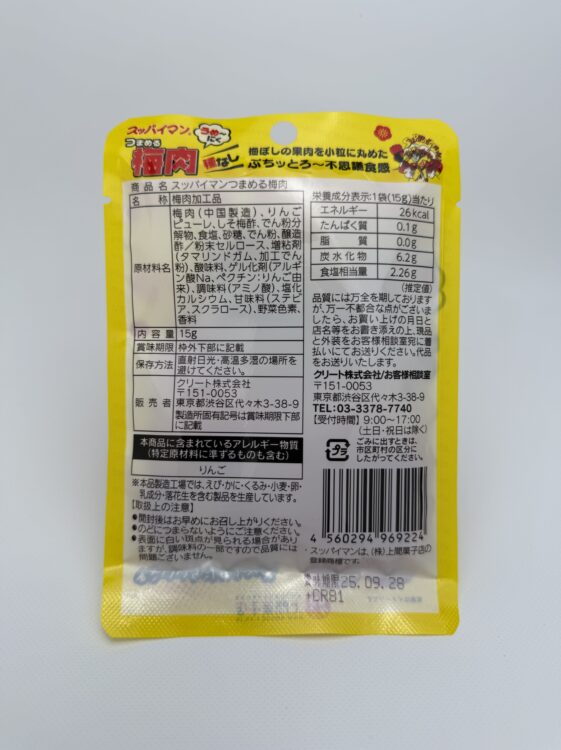 スッパイマン®
つまめる
梅肉
うめ〜
にく
種なし
梅ぼしの果肉を小粒に丸めた
ぷちッとろ〜不思議食感
商品名 スッパイマンつまめる梅肉
名称 梅肉加工品
原材料名 梅肉(中国製造)、りんご
ピューレ、しそ梅酢、でん粉分
解物、食塩、砂糖、でん粉、醸造
酢／粉末セルロース、増粘剤
(タマリンドガム、加工でん
粉)、酸味料、ゲル化剤(アルギ
ン酸Na、ペクチン:りんご由
来)、調味料(アミノ酸)、塩化
カルシウム、甘味料(ステビ
ア、スクラロース)、野菜色素、
香料
内容量 15g
賞味期限 枠外下部に記載
保存方法 直射日光・高温多湿の場所を
避けてください。
販売者 クリート株式会社
〒151-0053
東京都渋谷区代々木3-38-9
製造所固有記号は賞味期限下部
に記載
本商品に含まれているアレルギー物質
(特定原材料に準ずるものも含む)
りんご
※本品製造工場では、えび・かに・くるみ・小麦・卵・
乳成分・落花生を含む製品を生産しています。
【取扱上の注意】
●開封後はお早めにお召し上がりください。
●のどにつまらないようにご注意ください。
●表面に白い斑点が見られる場合があり
ますが、調味料の一部ですので品質には
問題ございません。
栄養成分表示:1袋(15g)当たり
エネルギー 26kcal
たんぱく質 0.1g
脂質 0.0g
炭水化物 6.2g
食塩相当量 2.26g
(推定値)
品質には万全を期しております
が、万一不都合な点がございま
したら、お買い上げの月日と
店名等をお書き添えの上、現品
と外装をお客様相談室宛に着
払いにてお送りください。代品
をお送りいたします。
クリート株式会社/お客様相談室
〒151-0053
東京都渋谷区代々木3-38-9
TEL:03-3378-7740
【受付時間】9:00〜17:00
(土日・祝日は除く)
プラ
ごみに出すときは、
市区町村の区分に
したがってください。
4 560294 969224
・スッパイマンは、(株)上間菓子店
の登録商標です。
賞味期限 25.09.28
+CR81